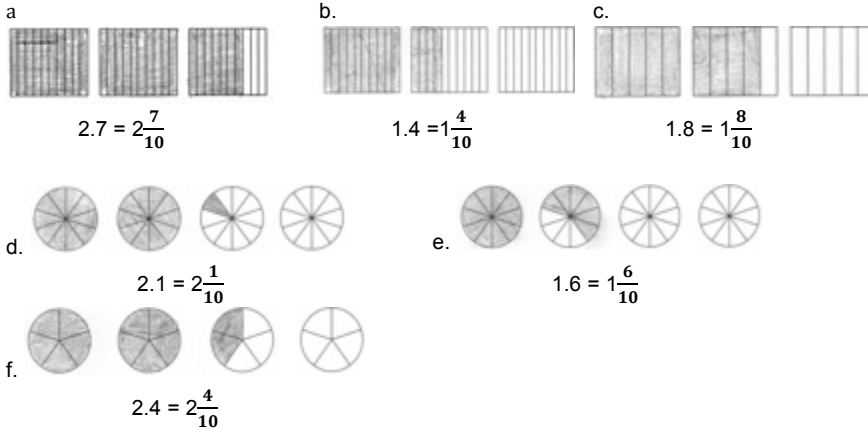 a
b.
c.
2.7 = 2 7/10
1.4 =1 4/10
1.8 = 1 8/10
d.
e.
2.1 = 2 1/10
1.6 = 1 6/10
f.
2.4 = 2 4/10